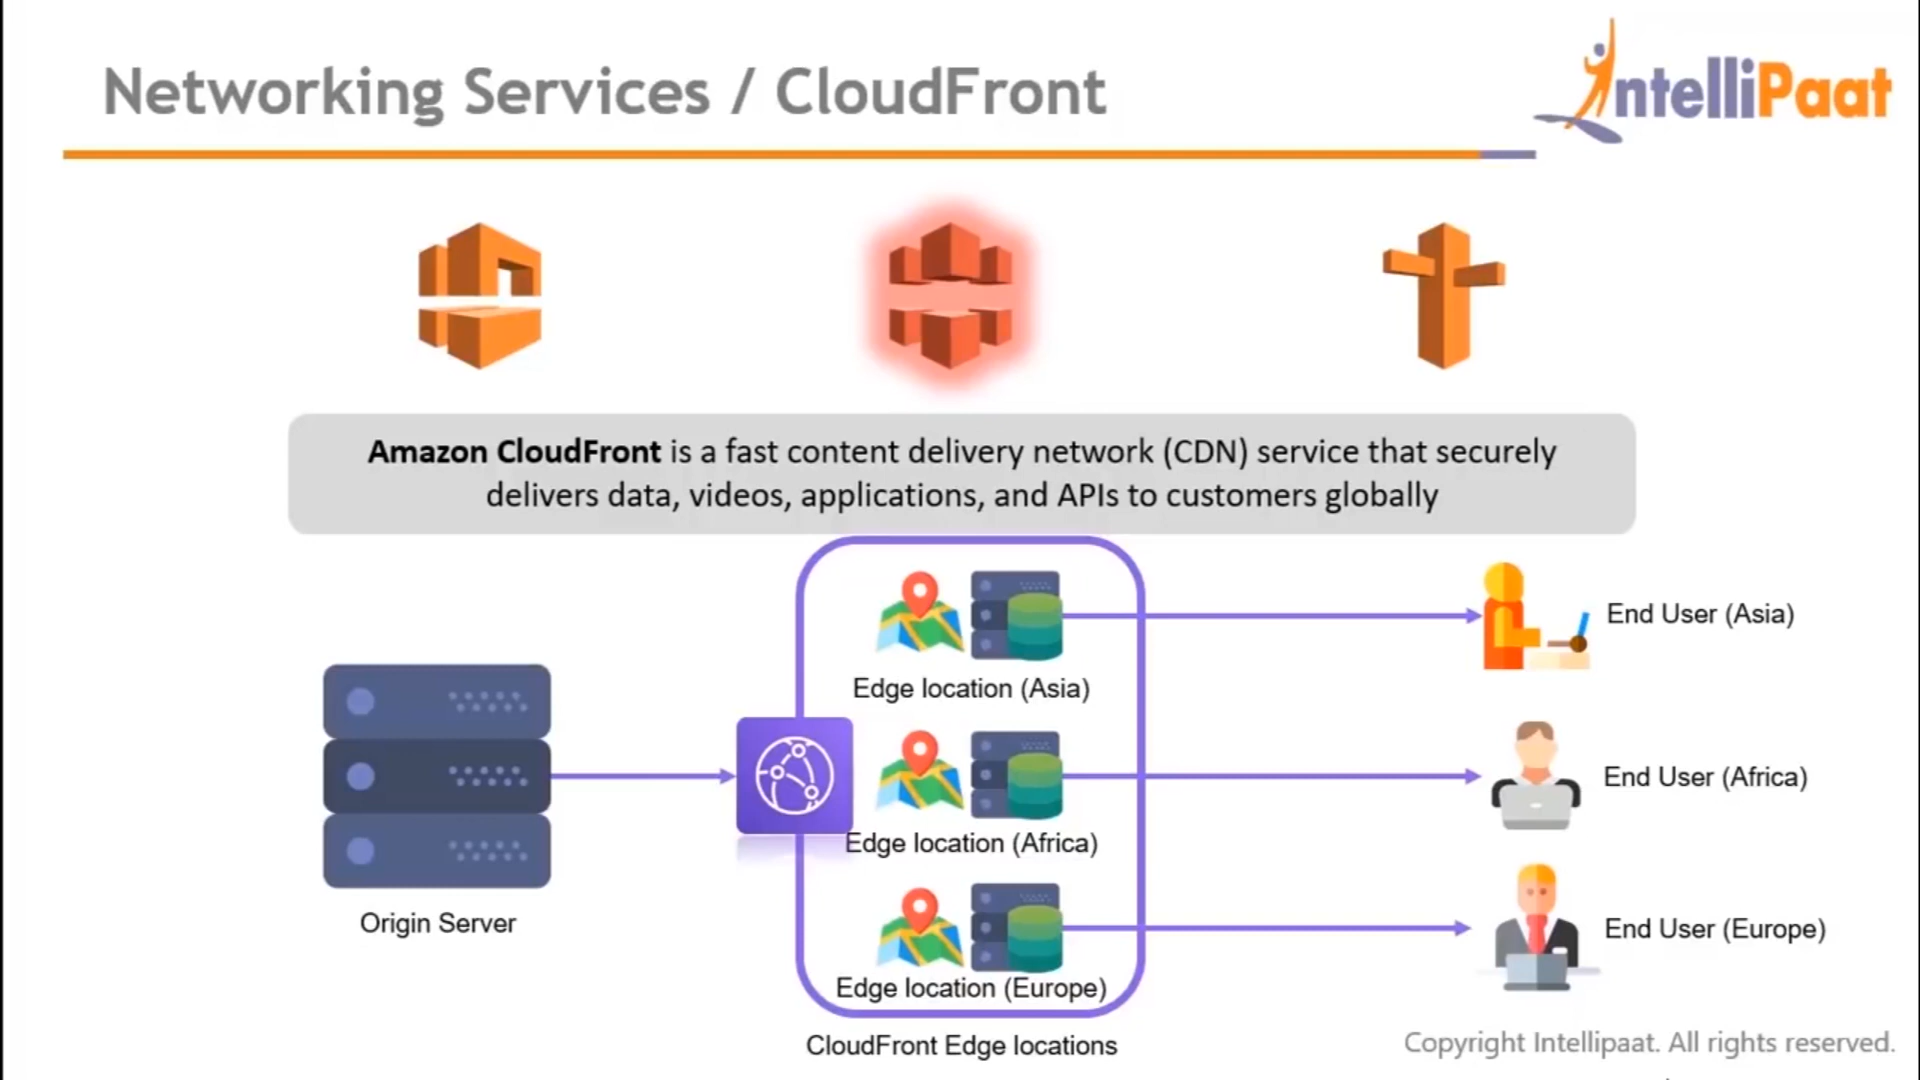 Networking Services / CloudFront
IntelliPaat
Amazon CloudFront is a fast content delivery network (CDN) service that securely
delivers data, videos, applications, and APIs to customers globally
Edge location (Asia)
End User (Asia)
Edge location (Africa)
End User (Africa)
Origin Server
Edge location (Europe)
End User (Europe)
CloudFront Edge locations
Copyright Intellipaat. All rights reserved.